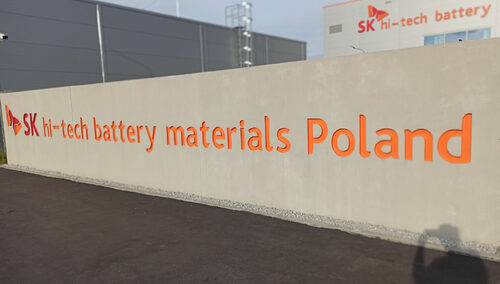 SK hi-tech battery
SK hi-tech battery materials Poland